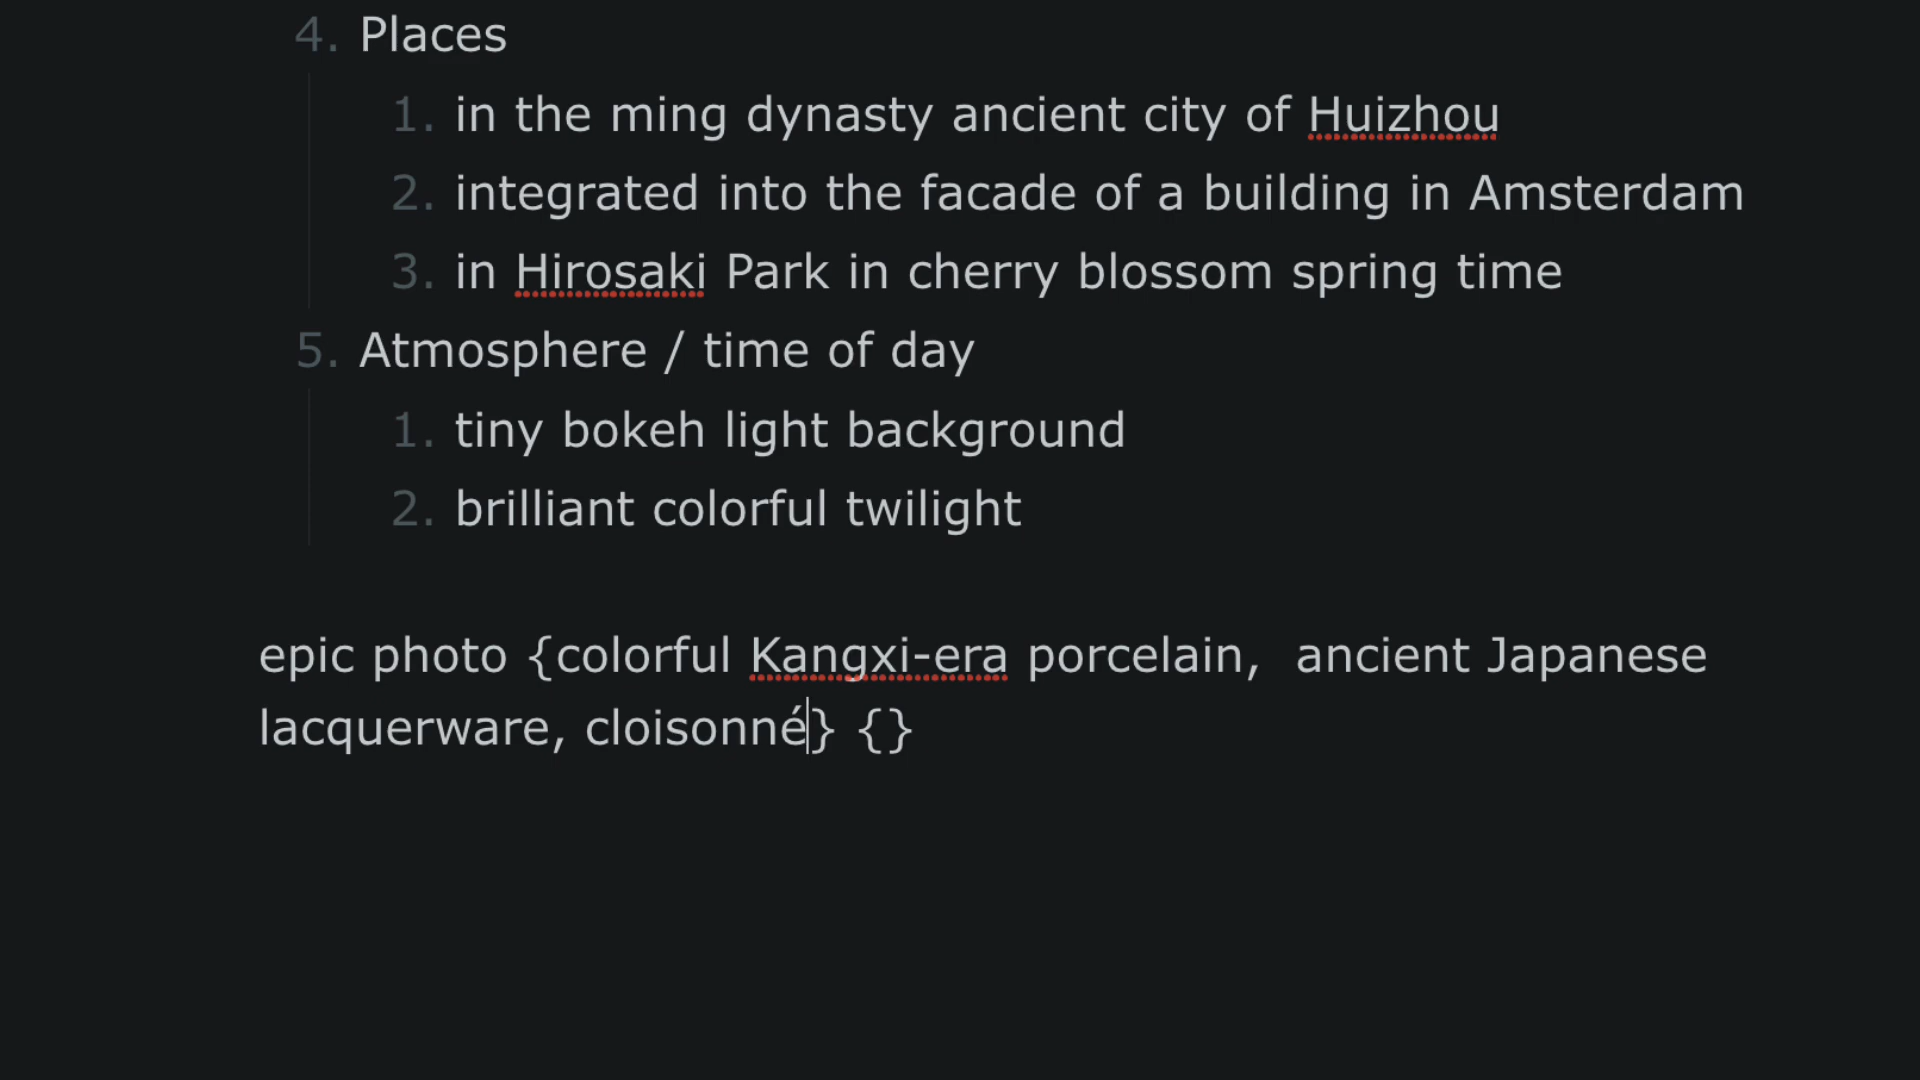 4. Places
1. in the ming dynasty ancient city of Huizhou
2. integrated into the facade of a building in Amsterdam
3. in Hirosaki Park in cherry blossom spring time
5. Atmosphere / time of day
1. tiny bokeh light background
2. brilliant colorful twilight
epic photo {colorful Kangxi-era porcelain,  ancient Japanese
lacquerware, cloisonné} {}